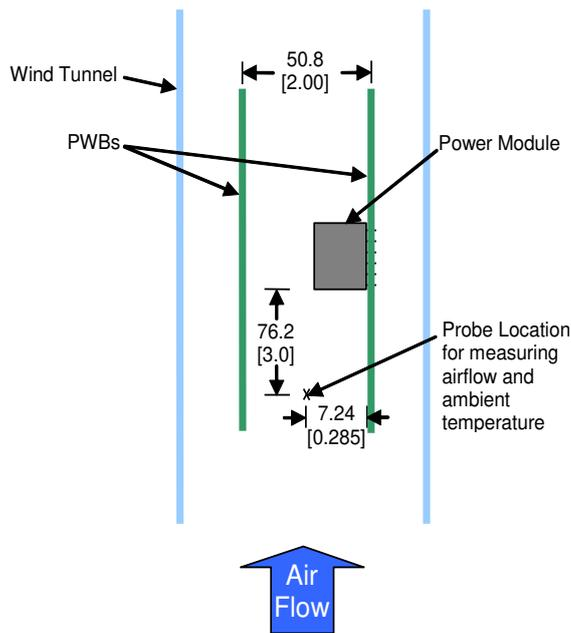 50.8
[2.00]
Wind Tunnel
PWBs
Power Module
76.2
[3.0]
Probe Location
for measuring
airflow and
ambient
temperature
x
7.24
[0.285]
Air
Flow